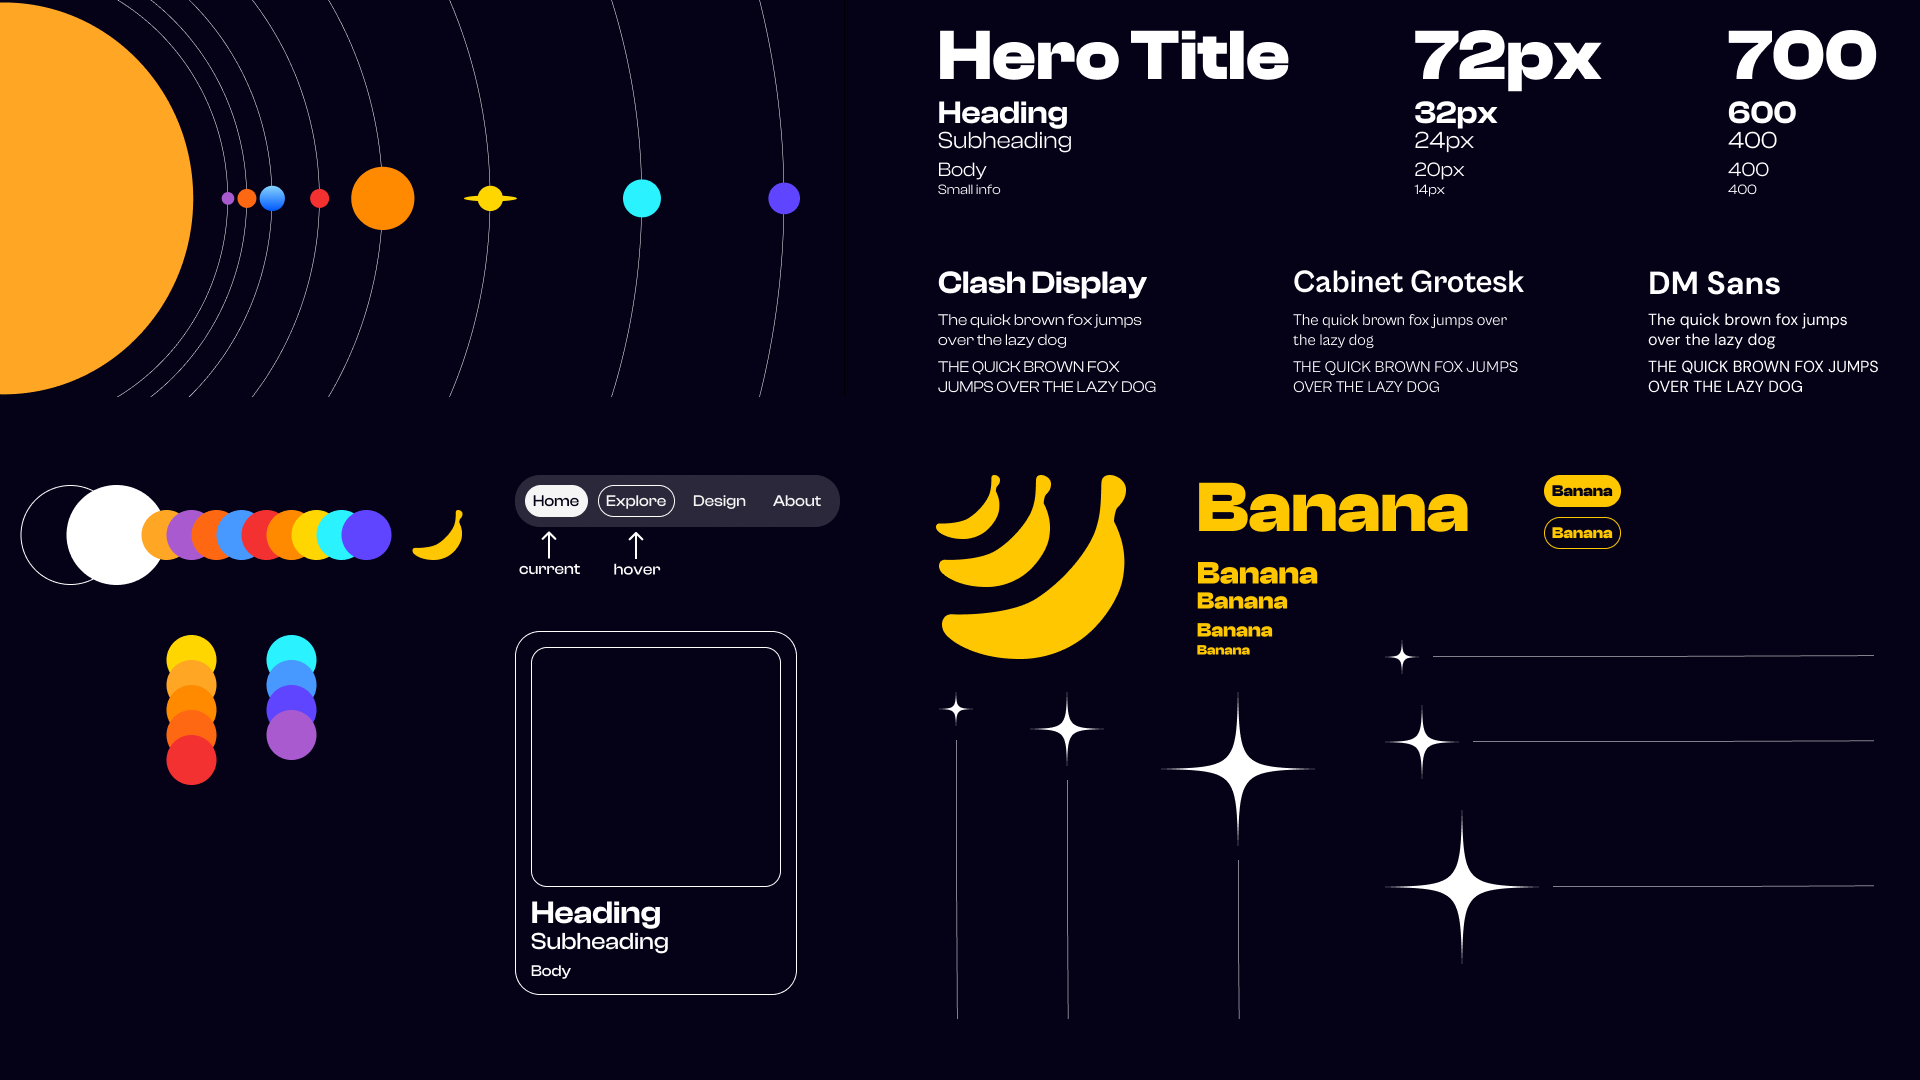 Hero Title 72px 700
Heading 32px 600
Subheading 24px 400
Body 20px 400
Small info 14px 400
Clash Display
The quick brown fox jumps
over the lazy dog
THE QUICK BROWN FOX
JUMPS OVER THE LAZY DOG
Cabinet Grotesk
The quick brown fox jumps over
the lazy dog
THE QUICK BROWN FOX JUMPS
OVER THE LAZY DOG
DM Sans
The quick brown fox jumps
over the lazy dog
THE QUICK BROWN FOX JUMPS
OVER THE LAZY DOG
Home Explore Design About
current hover
Heading
Subheading
Body
Banana
Banana
Banana
Banana
Banana
Banana
Banana